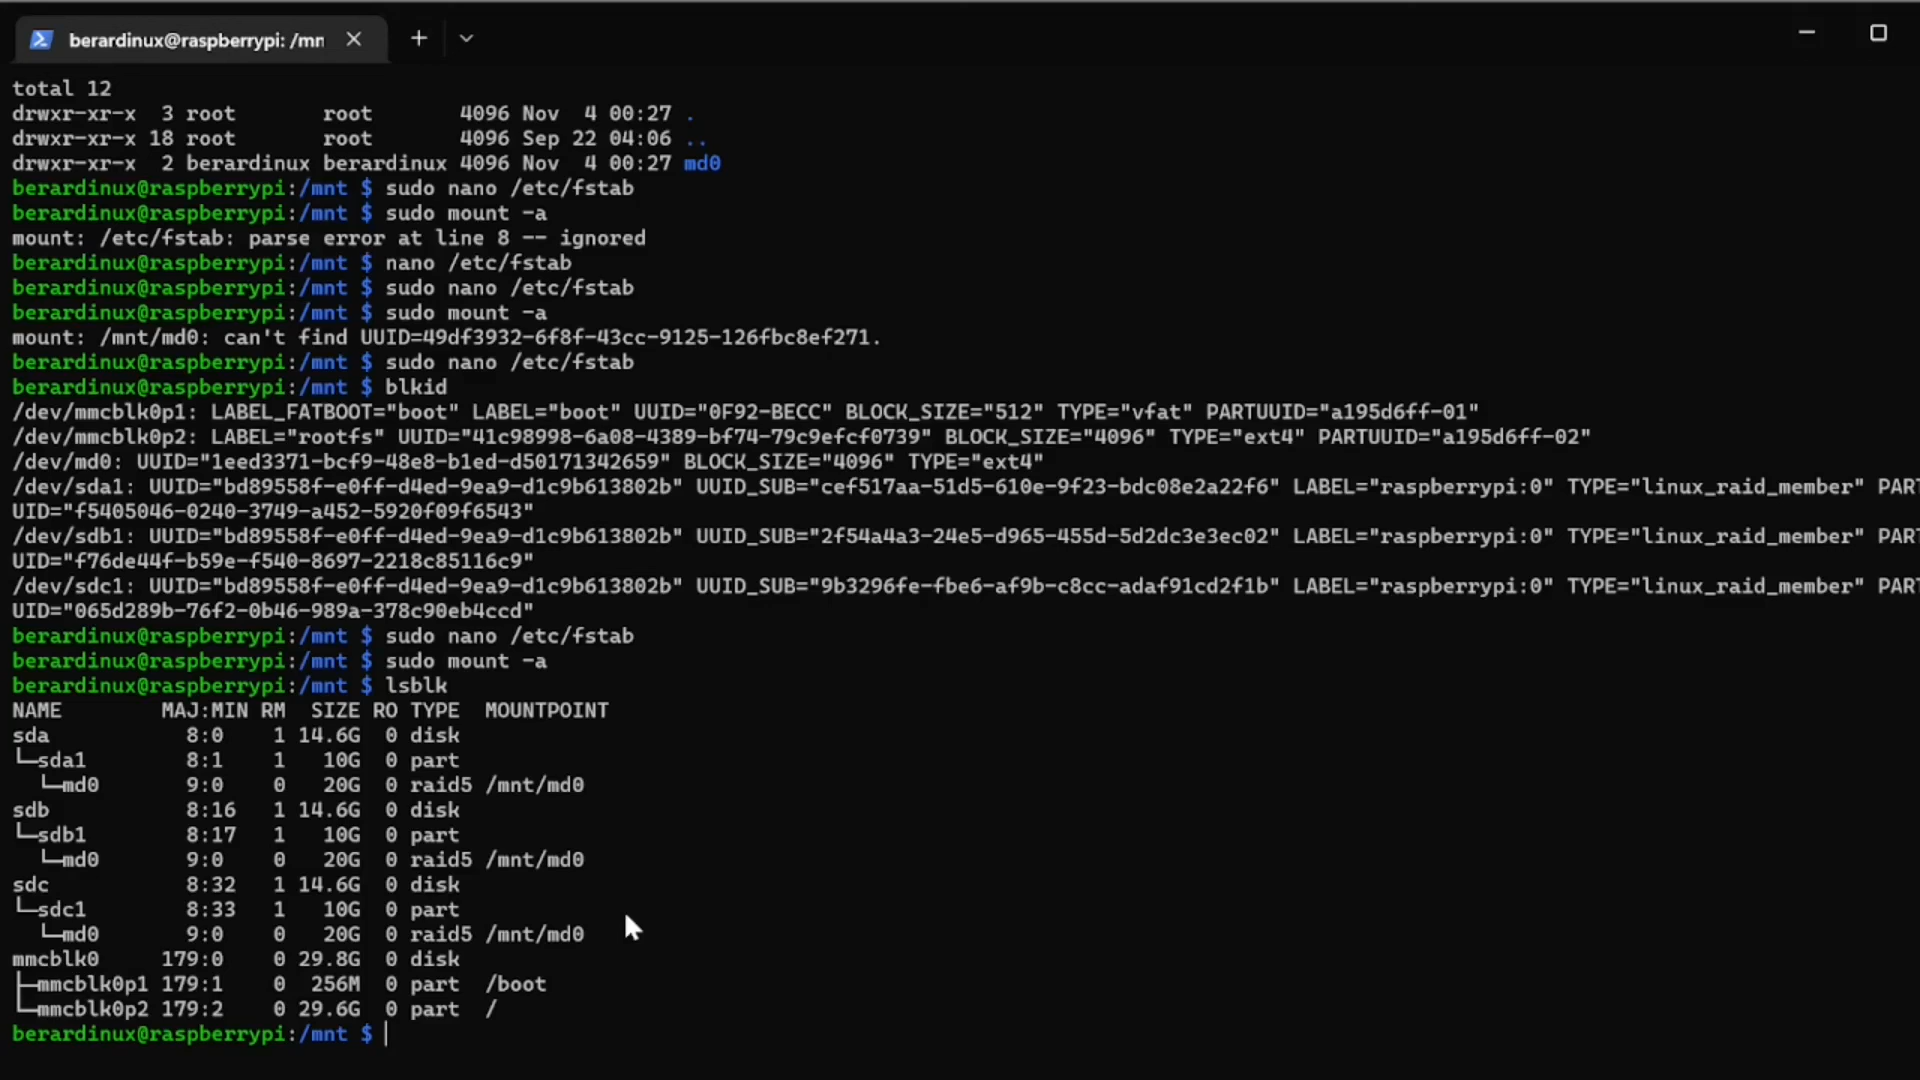 berardinux@raspberrypi: /mn
total 12
drwxr-xr-x  3 root       root       4096 Nov  4 00:27 .
drwxr-xr-x 18 root       root       4096 Sep 22 04:06 ..
drwxr-xr-x  2 berardinux berardinux 4096 Nov  4 00:27 md0
berardinux@raspberrypi:/mnt $ sudo nano /etc/fstab
berardinux@raspberrypi:/mnt $ sudo mount -a
mount: /etc/fstab: parse error at line 8 -- ignored
berardinux@raspberrypi:/mnt $ nano /etc/fstab
berardinux@raspberrypi:/mnt $ sudo nano /etc/fstab
berardinux@raspberrypi:/mnt $ sudo mount -a
mount: /mnt/md0: can't find UUID=49df3932-6f8f-43cc-9125-126fbc8ef271.
berardinux@raspberrypi:/mnt $ sudo nano /etc/fstab
berardinux@raspberrypi:/mnt $ blkid
/dev/mmcblk0p1: LABEL_FATBOOT="boot" LABEL="boot" UUID="0F92-BECC" BLOCK_SIZE="512" TYPE="vfat" PARTUUID="a195d6ff-01"
/dev/mmcblk0p2: LABEL="rootfs" UUID="41c98998-6a08-4389-bf74-79c9efcf0739" BLOCK_SIZE="4096" TYPE="ext4" PARTUUID="a195d6ff-02"
/dev/md0: UUID="1eed3371-bcf9-48e8-b1ed-d50171342659" BLOCK_SIZE="4096" TYPE="ext4"
/dev/sda1: UUID="bd89558f-e0ff-d4ed-9ea9-d1c9b613802b" UUID_SUB="cef517aa-51d5-610e-9f23-bdc08e2a22f6" LABEL="raspberrypi:0" TYPE="linux_raid_member" PART
UID="f5405046-0240-3749-a452-5920f09f6543"
/dev/sdb1: UUID="bd89558f-e0ff-d4ed-9ea9-d1c9b613802b" UUID_SUB="2f54a4a3-24e5-d965-455d-5d2dc3e3ec02" LABEL="raspberrypi:0" TYPE="linux_raid_member" PART
UID="f76de44f-b59e-f540-8697-2218c85116c9"
/dev/sdc1: UUID="bd89558f-e0ff-d4ed-9ea9-d1c9b613802b" UUID_SUB="9b3296fe-fbe6-af9b-c8cc-adaf91cd2f1b" LABEL="raspberrypi:0" TYPE="linux_raid_member" PART
UID="065d289b-76f2-0b46-989a-378c90eb4ccd"
berardinux@raspberrypi:/mnt $ sudo nano /etc/fstab
berardinux@raspberrypi:/mnt $ sudo mount -a
berardinux@raspberrypi:/mnt $ lsblk
NAME        MAJ:MIN RM  SIZE RO TYPE  MOUNTPOINT
sda           8:0    1 14.6G  0 disk
└─sda1        8:1    1   10G  0 part
  └─md0       9:0    0   20G  0 raid5 /mnt/md0
sdb           8:16   1 14.6G  0 disk
└─sdb1        8:17   1   10G  0 part
  └─md0       9:0    0   20G  0 raid5 /mnt/md0
sdc           8:32   1 14.6G  0 disk
└─sdc1        8:33   1   10G  0 part
  └─md0       9:0    0   20G  0 raid5 /mnt/md0
mmcblk0     179:0    0 29.8G  0 disk
├─mmcblk0p1 179:1    0  256M  0 part  /boot
└─mmcblk0p2 179:2    0 29.6G  0 part  /
berardinux@raspberrypi:/mnt $